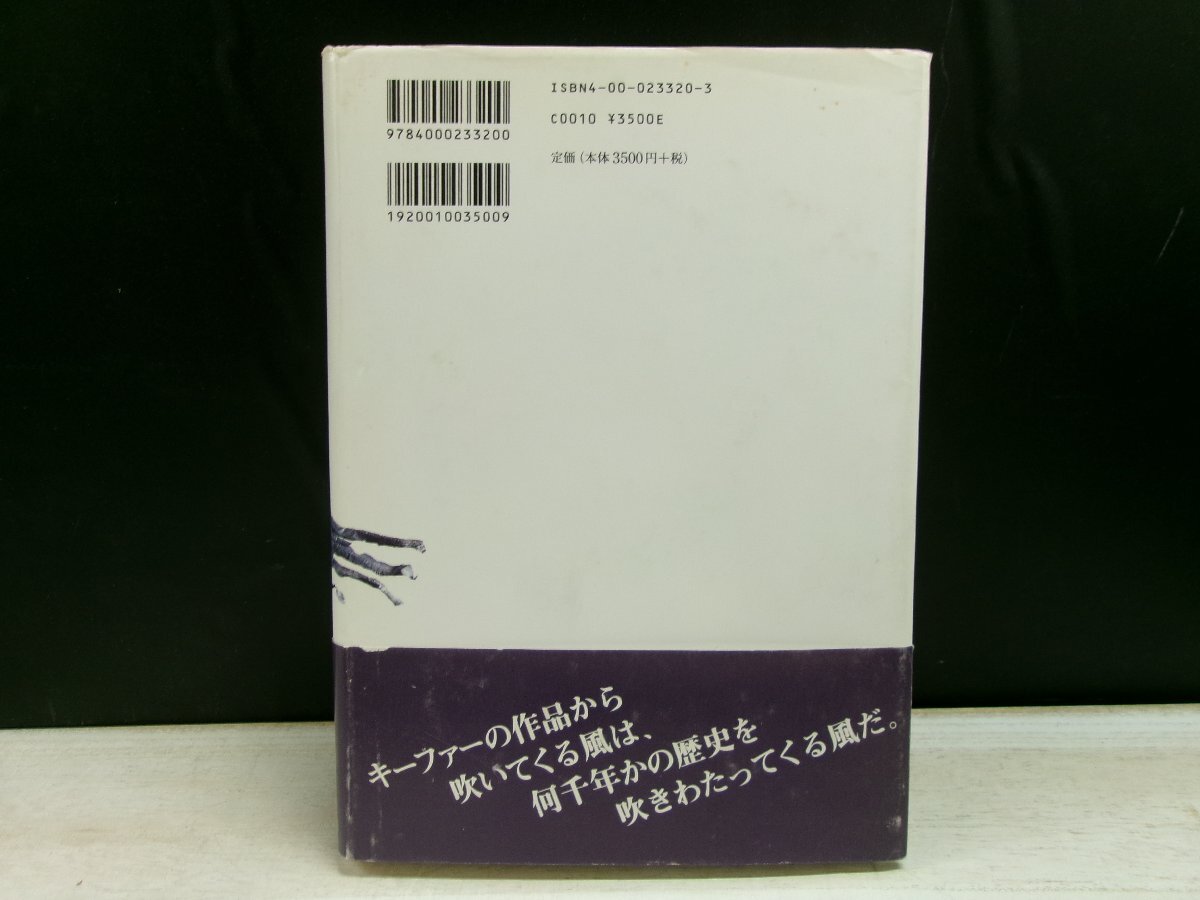 ISBN4-00-023320-3
9784000233200
C0010 ¥3500E
定価（本体3500円+税）
1920010035009
キーファーの作品から
吹いてくる風は、
何千年かの歴史を
吹きわたってくる風だ。